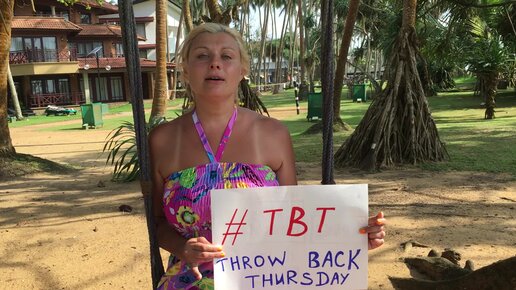 # TBT
THROW BACK
THURSDAY